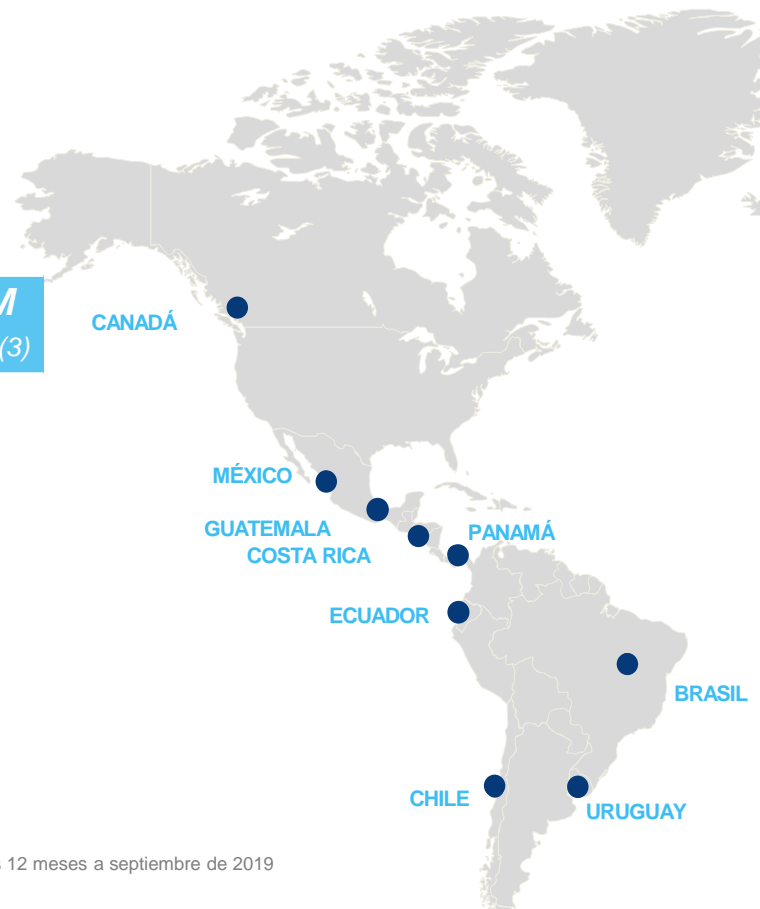 M
(3)
CANADÁ
MÉXICO
GUATEMALA
COSTA RICA
PANAMÁ
ECUADOR
BRASIL
CHILE
URUGUAY
s 12 meses a septiembre de 2019